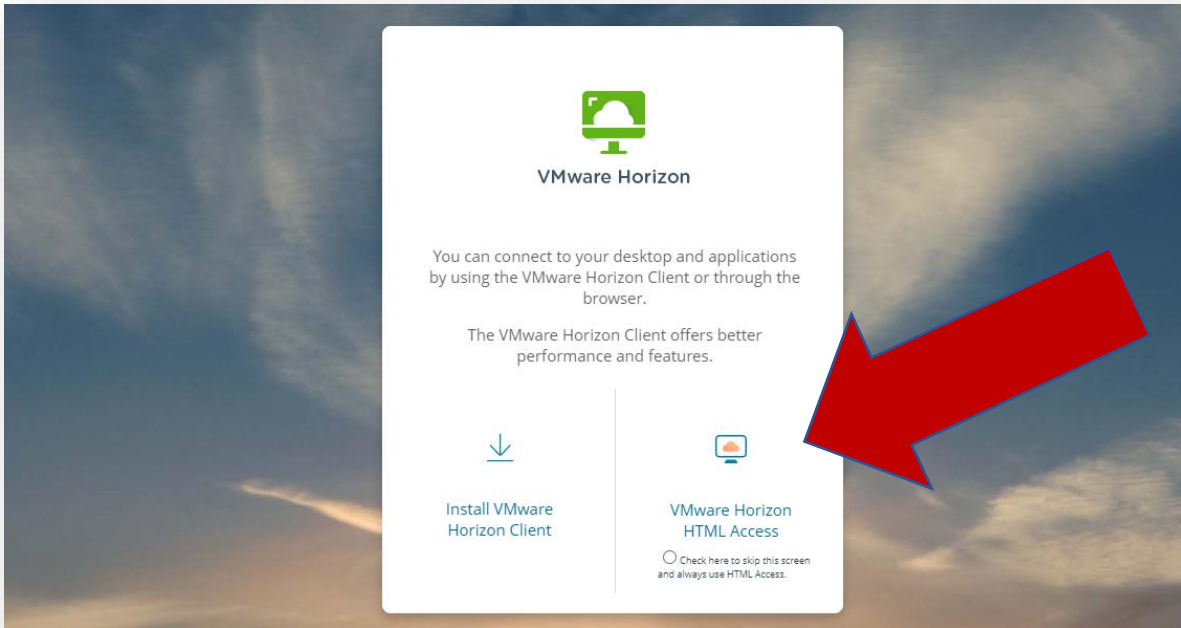 VMware Horizon
You can connect to your desktop and applications
by using the VMware Horizon Client or through the
browser.
The VMware Horizon Client offers better
performance and features.
Install VMware
Horizon Client
VMware Horizon
HTML Access
Check here to skip this screen
and always use HTML Access.